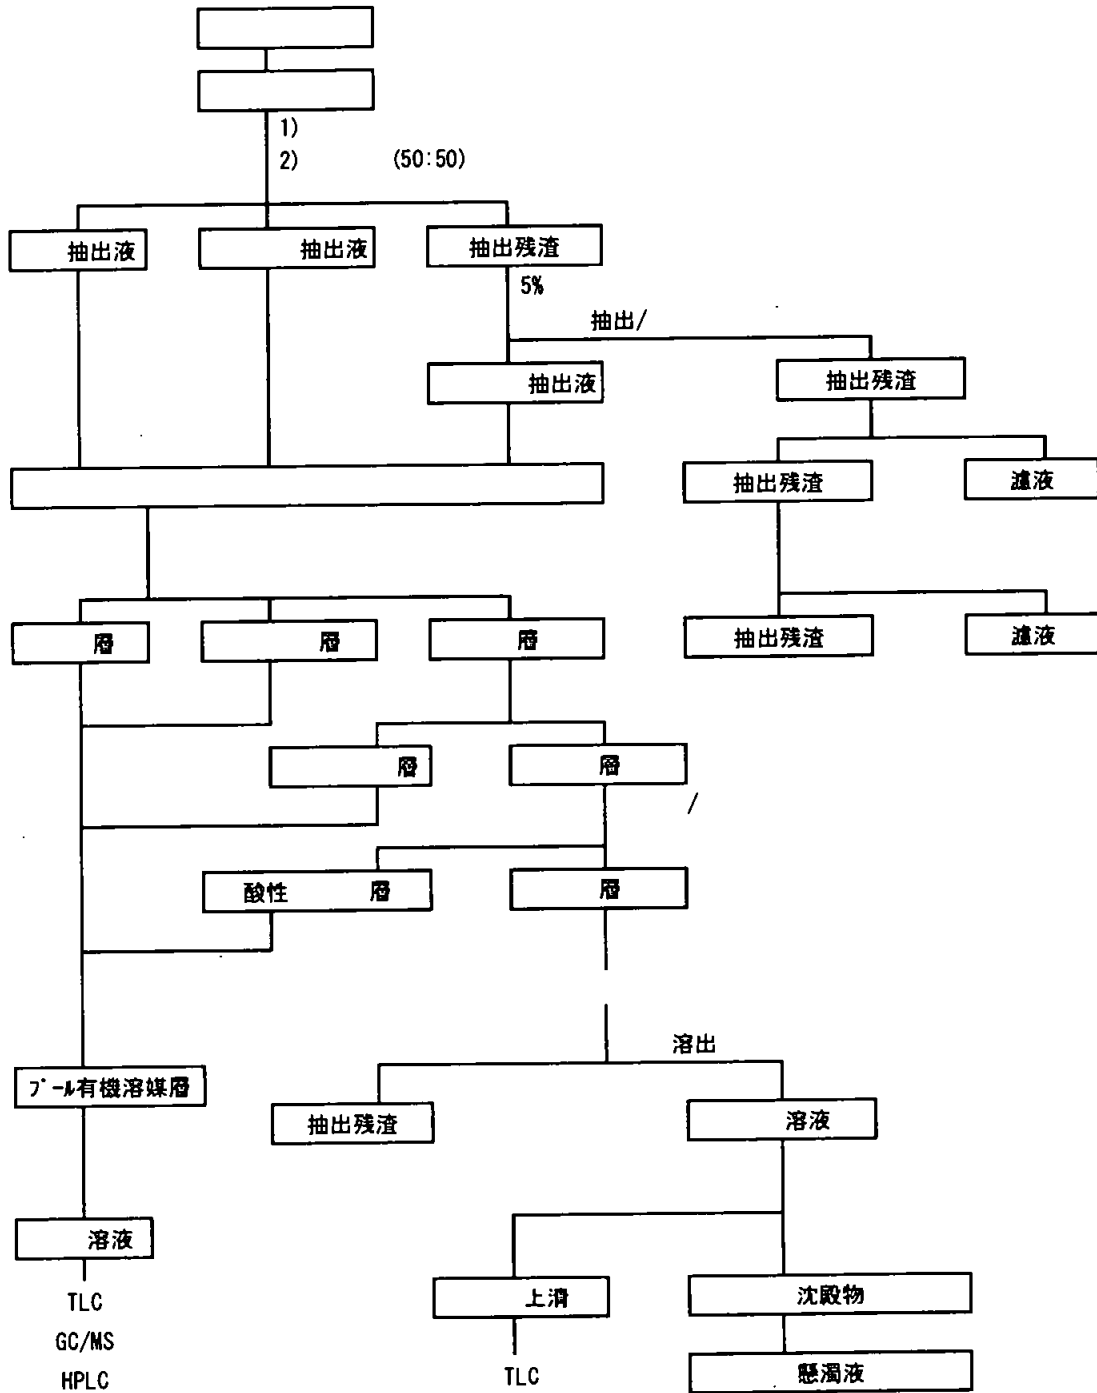 1)
2) (50:50)
抽出液 抽出液 抽出残渣
5%
抽出/
抽出液 抽出残渣
抽出残渣 濾液
層 層 層 抽出残渣 濾液
層 層
/
酸性 層 層
溶出
プール有機溶媒層
抽出残渣 溶液
溶液
上清 沈殿物
TLC
GC/MS
TLC 懸濁液
HPLC